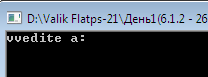 D:\Valik Flatps-21\День1(6.1.2 - 26
vvedite a: